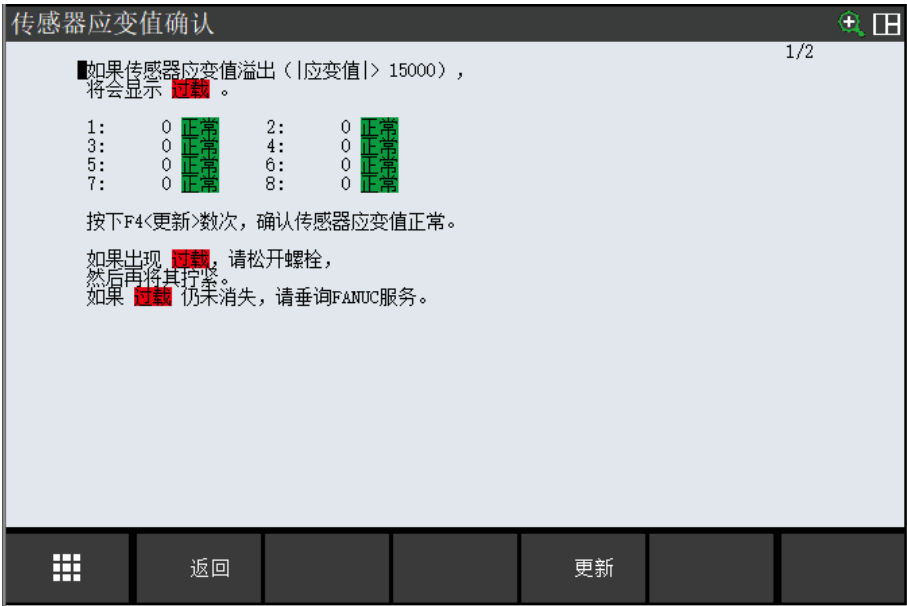 传感器应变值确认
1/2
如果传感器应变值溢出（|应变值|> 15000），
将会显示 过载 。
1: 0 正常 2: 0 正常
3: 0 正常 4: 0 正常
5: 0 正常 6: 0 正常
7: 0 正常 8: 0 正常
按下F4<更新>数次，确认传感器应变值正常。
如果出现 过载，请松开螺栓，
然后再将其拧紧。
如果 过载 仍未消失，请垂询FANUC服务。
返回 更新